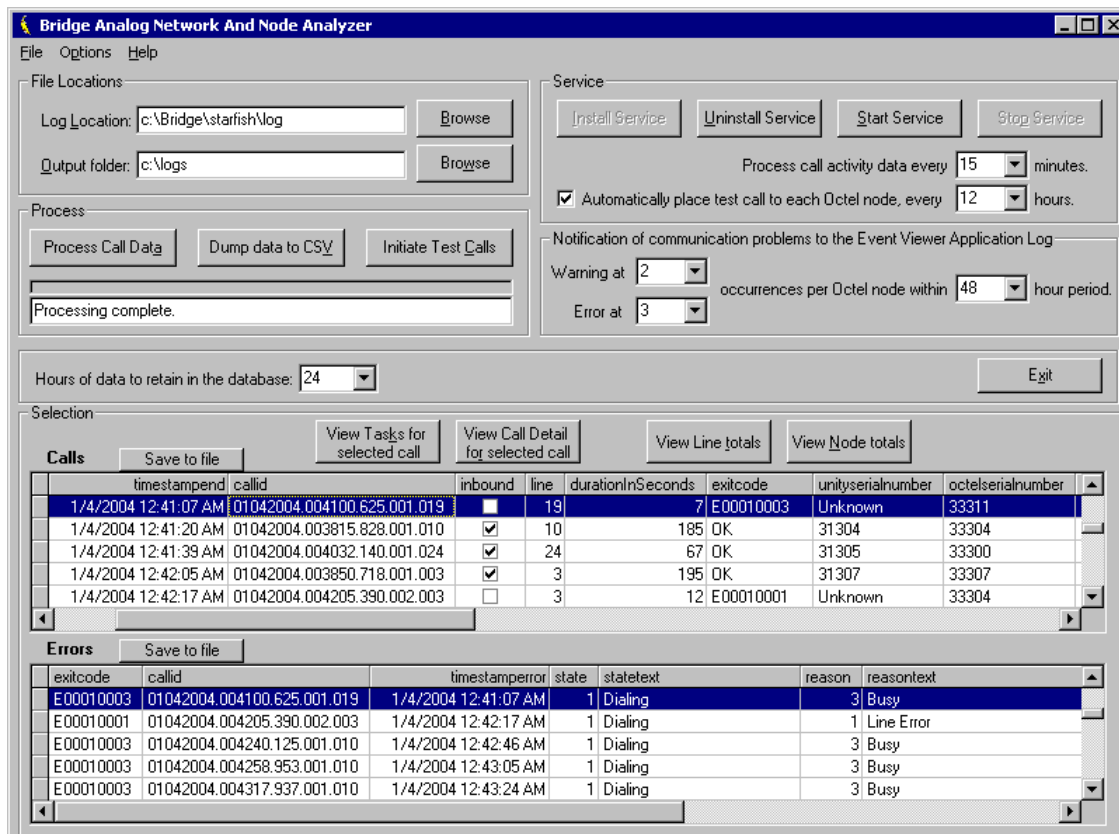 Bridge Analog Network And Node Analyzer
File Options Help
File Locations
Log Location: c:\Bridge\starfish\log Browse
Output folder: c:\logs Browse
Service
Install Service Uninstall Service Start Service Stop Service
Process call activity data every 15 minutes.
Automatically place test call to each Octel node, every 12 hours.
Process
Process Call Data Dump data to CSV Initiate Test Calls
Processing complete.
Notification of communication problems to the Event Viewer Application Log
Warning at 2
occurrences per Octel node within 48 hour period.
Error at 3
Hours of data to retain in the database: 24
Exit
Selection
Calls Save to file
View Tasks for
selected call
View Call Detail
for selected call
View Line totals
View Node totals
timestampend callid inbound line durationInSeconds exitcode unityserialnumber octelserialnumber
1/4/2004 12:41:07 AM 01042004.004100.625.001.019 19 7 E00010003 Unknown 33311
1/4/2004 12:41:20 AM 01042004.003815.828.001.010 10 185 OK 31304 33304
1/4/2004 12:41:39 AM 01042004.004032.140.001.024 24 67 OK 31305 33300
1/4/2004 12:42:05 AM 01042004.003850.718.001.003 3 195 OK 31307 33307
1/4/2004 12:42:17 AM 01042004.004205.390.002.003 3 12 E00010001 Unknown 33304
Errors Save to file
exitcode callid timestamperror state statetext reason reasontext
E00010003 01042004.004100.625.001.019 1/4/2004 12:41:07 AM 1 Dialing 3 Busy
E00010001 01042004.004205.390.002.003 1/4/2004 12:42:17 AM 1 Dialing 1 Line Error
E00010003 01042004.004240.125.001.010 1/4/2004 12:42:46 AM 1 Dialing 3 Busy
E00010003 01042004.004258.953.001.010 1/4/2004 12:43:05 AM 1 Dialing 3 Busy
E00010003 01042004.004317.937.001.010 1/4/2004 12:43:24 AM 1 Dialing 3 Busy